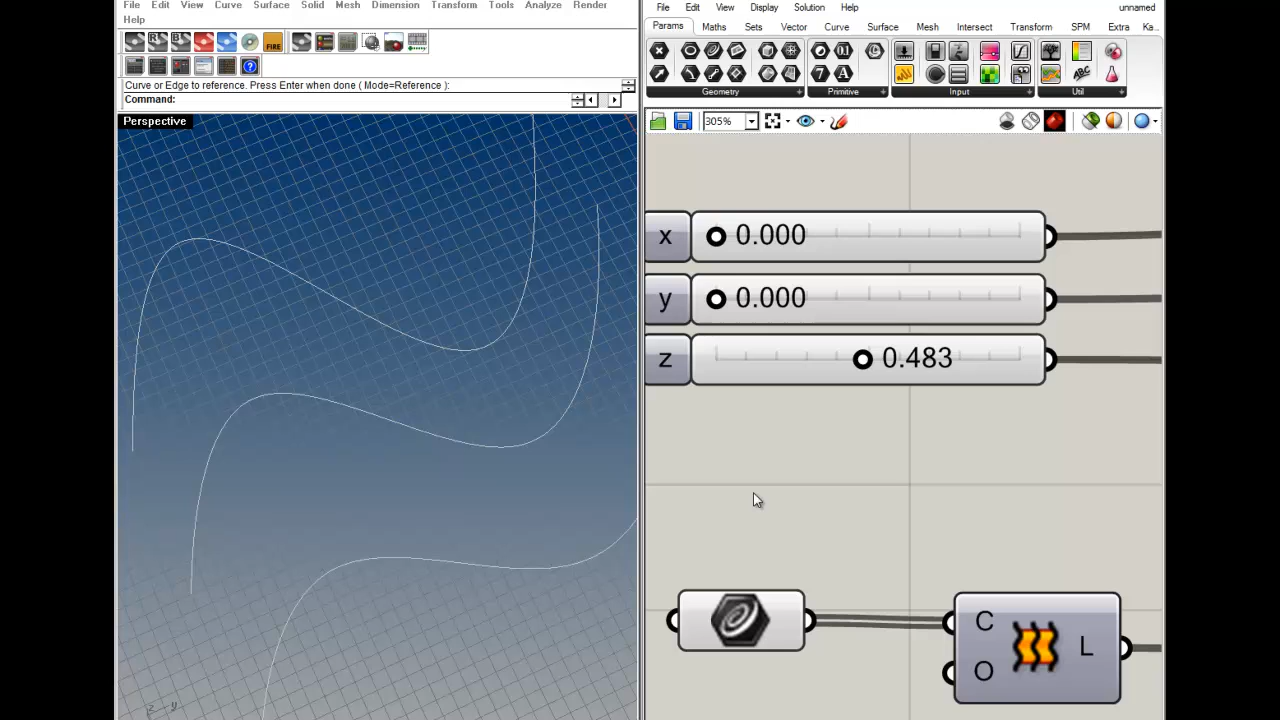 File Edit View Curve Surface Solid Mesh Dimension Transform Tools Analyze Render
Help
FIRE
Curve or Edge to reference. Press Enter when done ( Mode=Reference ):
Command:
Perspective
z y
File Edit View Display Solution Help unnamed
Params Maths Sets Vector Curve Surface Mesh Intersect Transform SPM Extra Ka...
Geometry Primitive Input Util
305%
x 0.000
y 0.000
z 0.483
C
L
O